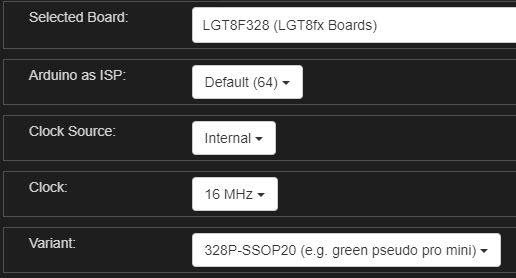 Selected Board: LGT8F328 (LGT8fx Boards)
Arduino as ISP: Default (64)
Clock Source: Internal
Clock: 16 MHz
Variant: 328P-SSOP20 (e.g. green pseudo pro mini)